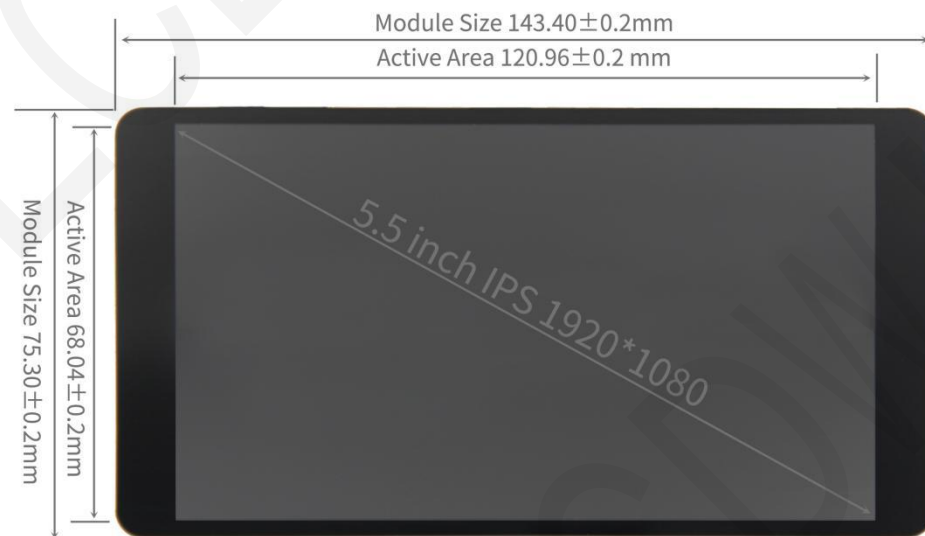 Module Size 143.40±0.2mm
Active Area 120.96±0.2 mm
Module Size 75.30±0.2mm
Active Area 68.04±0.2mm
5.5 inch IPS 1920*1080